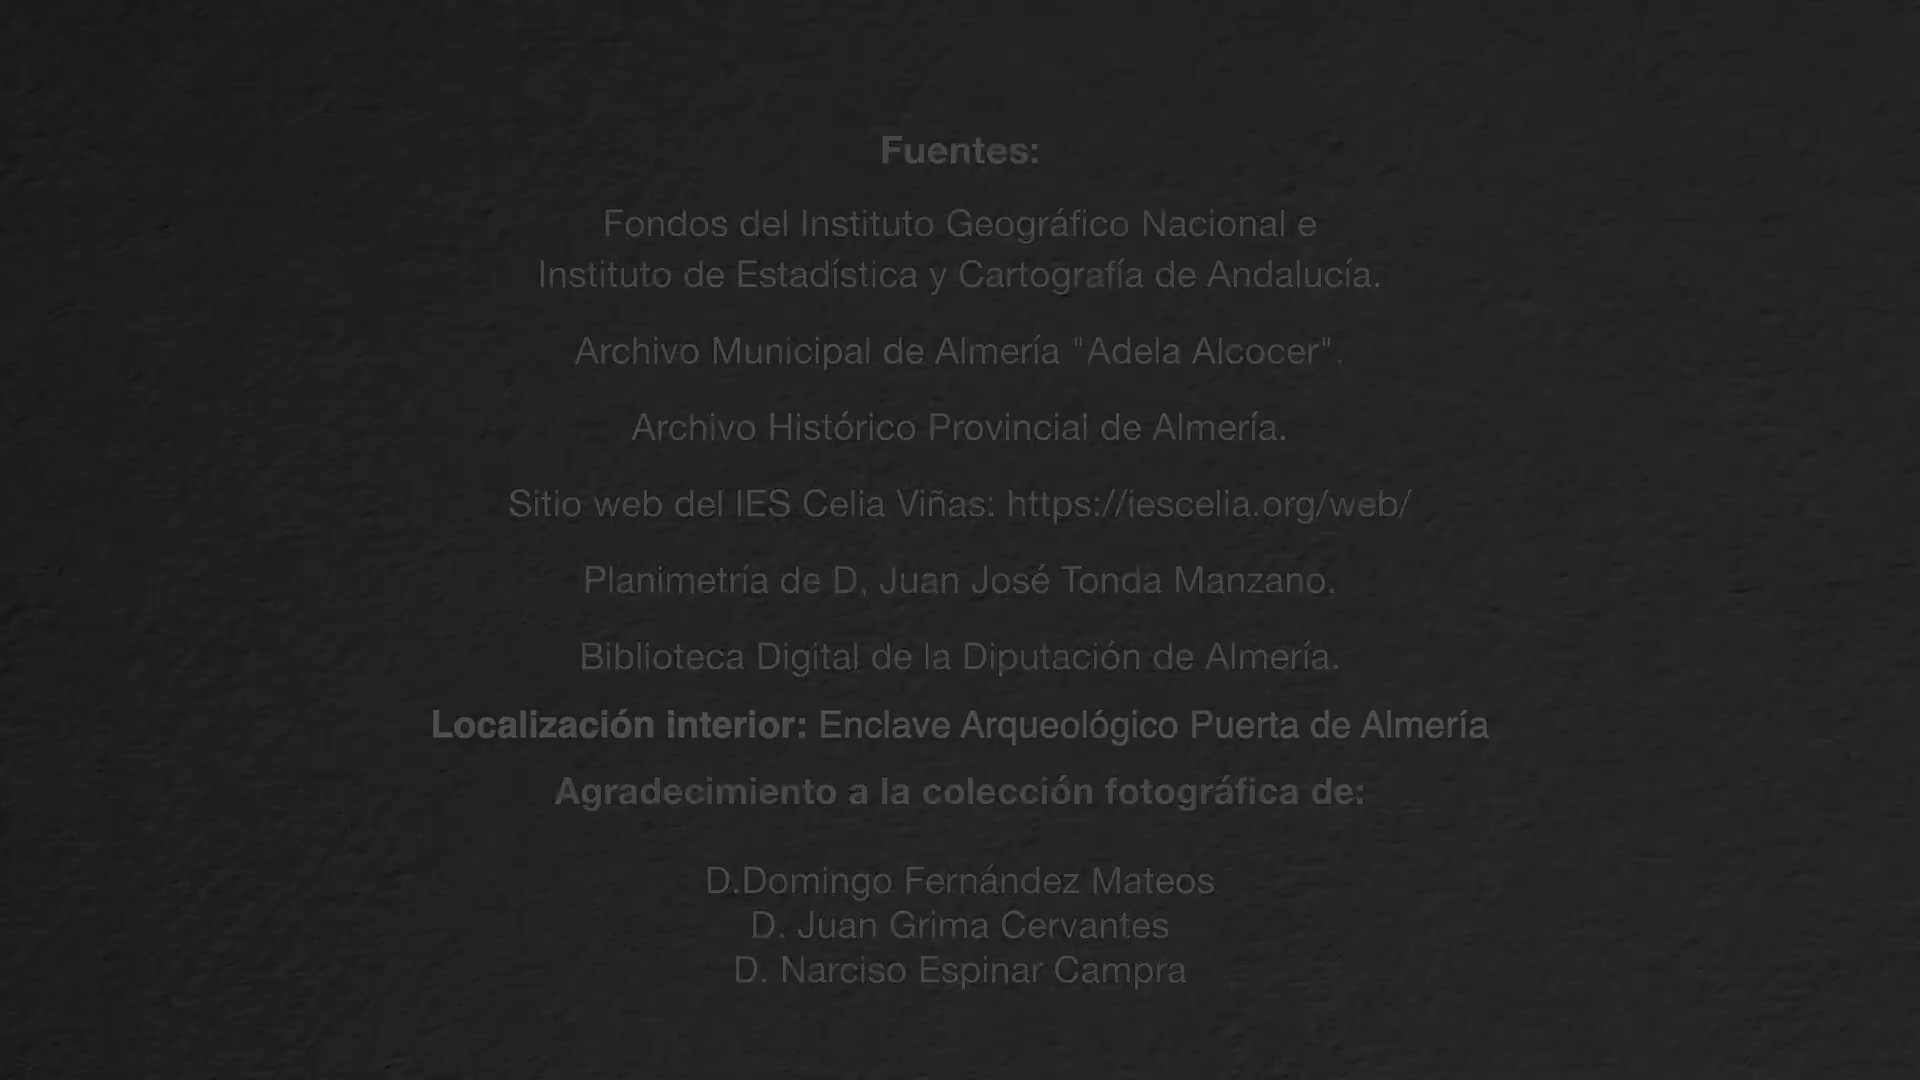 Fuentes:
Fondos del Instituto Geográfico Nacional e
Instituto de Estadística y Cartografía de Andalucía.
Archivo Municipal de Almería "Adela Alcocer".
Archivo Histórico Provincial de Almería.
Sitio web del IES Celia Viñas: https://iescelia.org/web/
Planimetría de D, Juan José Tonda Manzano.
Biblioteca Digital de la Diputación de Almería.
Localización interior: Enclave Arqueológico Puerta de Almería
Agradecimiento a la colección fotográfica de:
D.Domingo Fernández Mateos
D. Juan Grima Cervantes
D. Narciso Espinar Campra